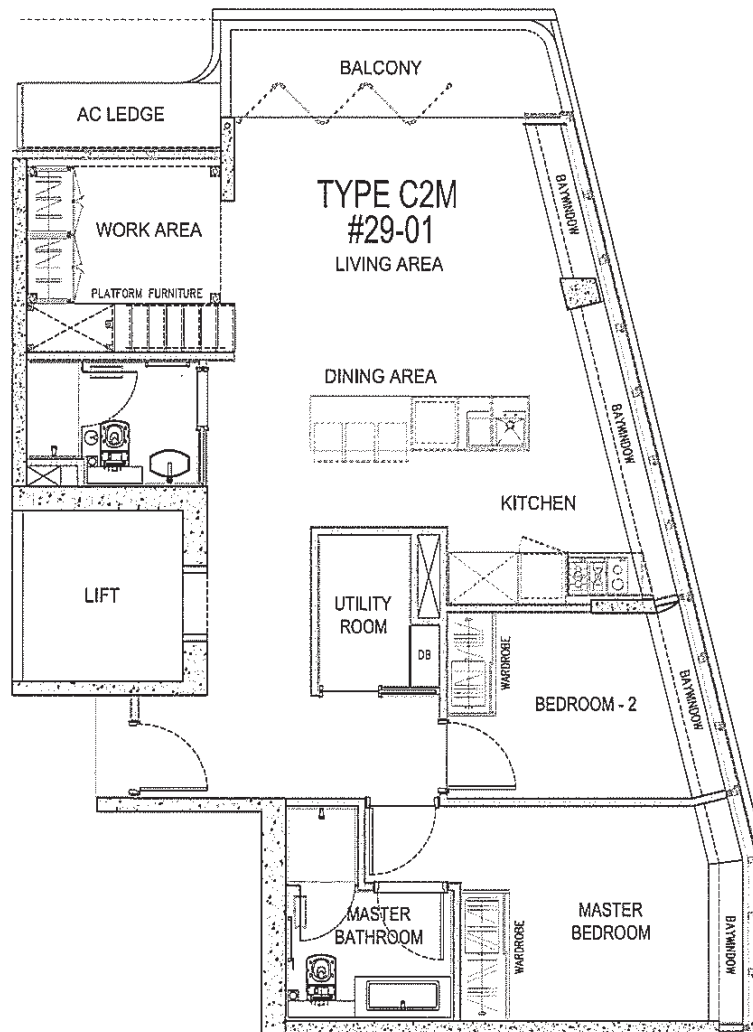 BALCONY
AC LEDGE
TYPE C2M
#29-01
LIVING AREA
BAYWINDOW
WORK AREA
PLATFORM FURNITURE
DINING AREA
BAYWINDOW
KITCHEN
LIFT
UTILITY
ROOM
DB
WARDROBE
BEDROOM - 2
BAYWINDOW
MASTER
BATHROOM
WARDROBE
MASTER
BEDROOM
BAYWINDOW